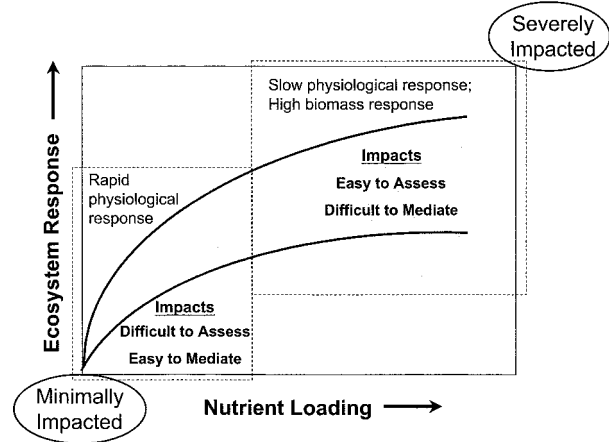 Severely
Impacted
Slow physiological response;
High biomass response
Impacts
Easy to Assess
Difficult to Mediate
Rapid
physiological
response
Impacts
Difficult to Assess
Easy to Mediate
Ecosystem Response
Minimally
Impacted
Nutrient Loading